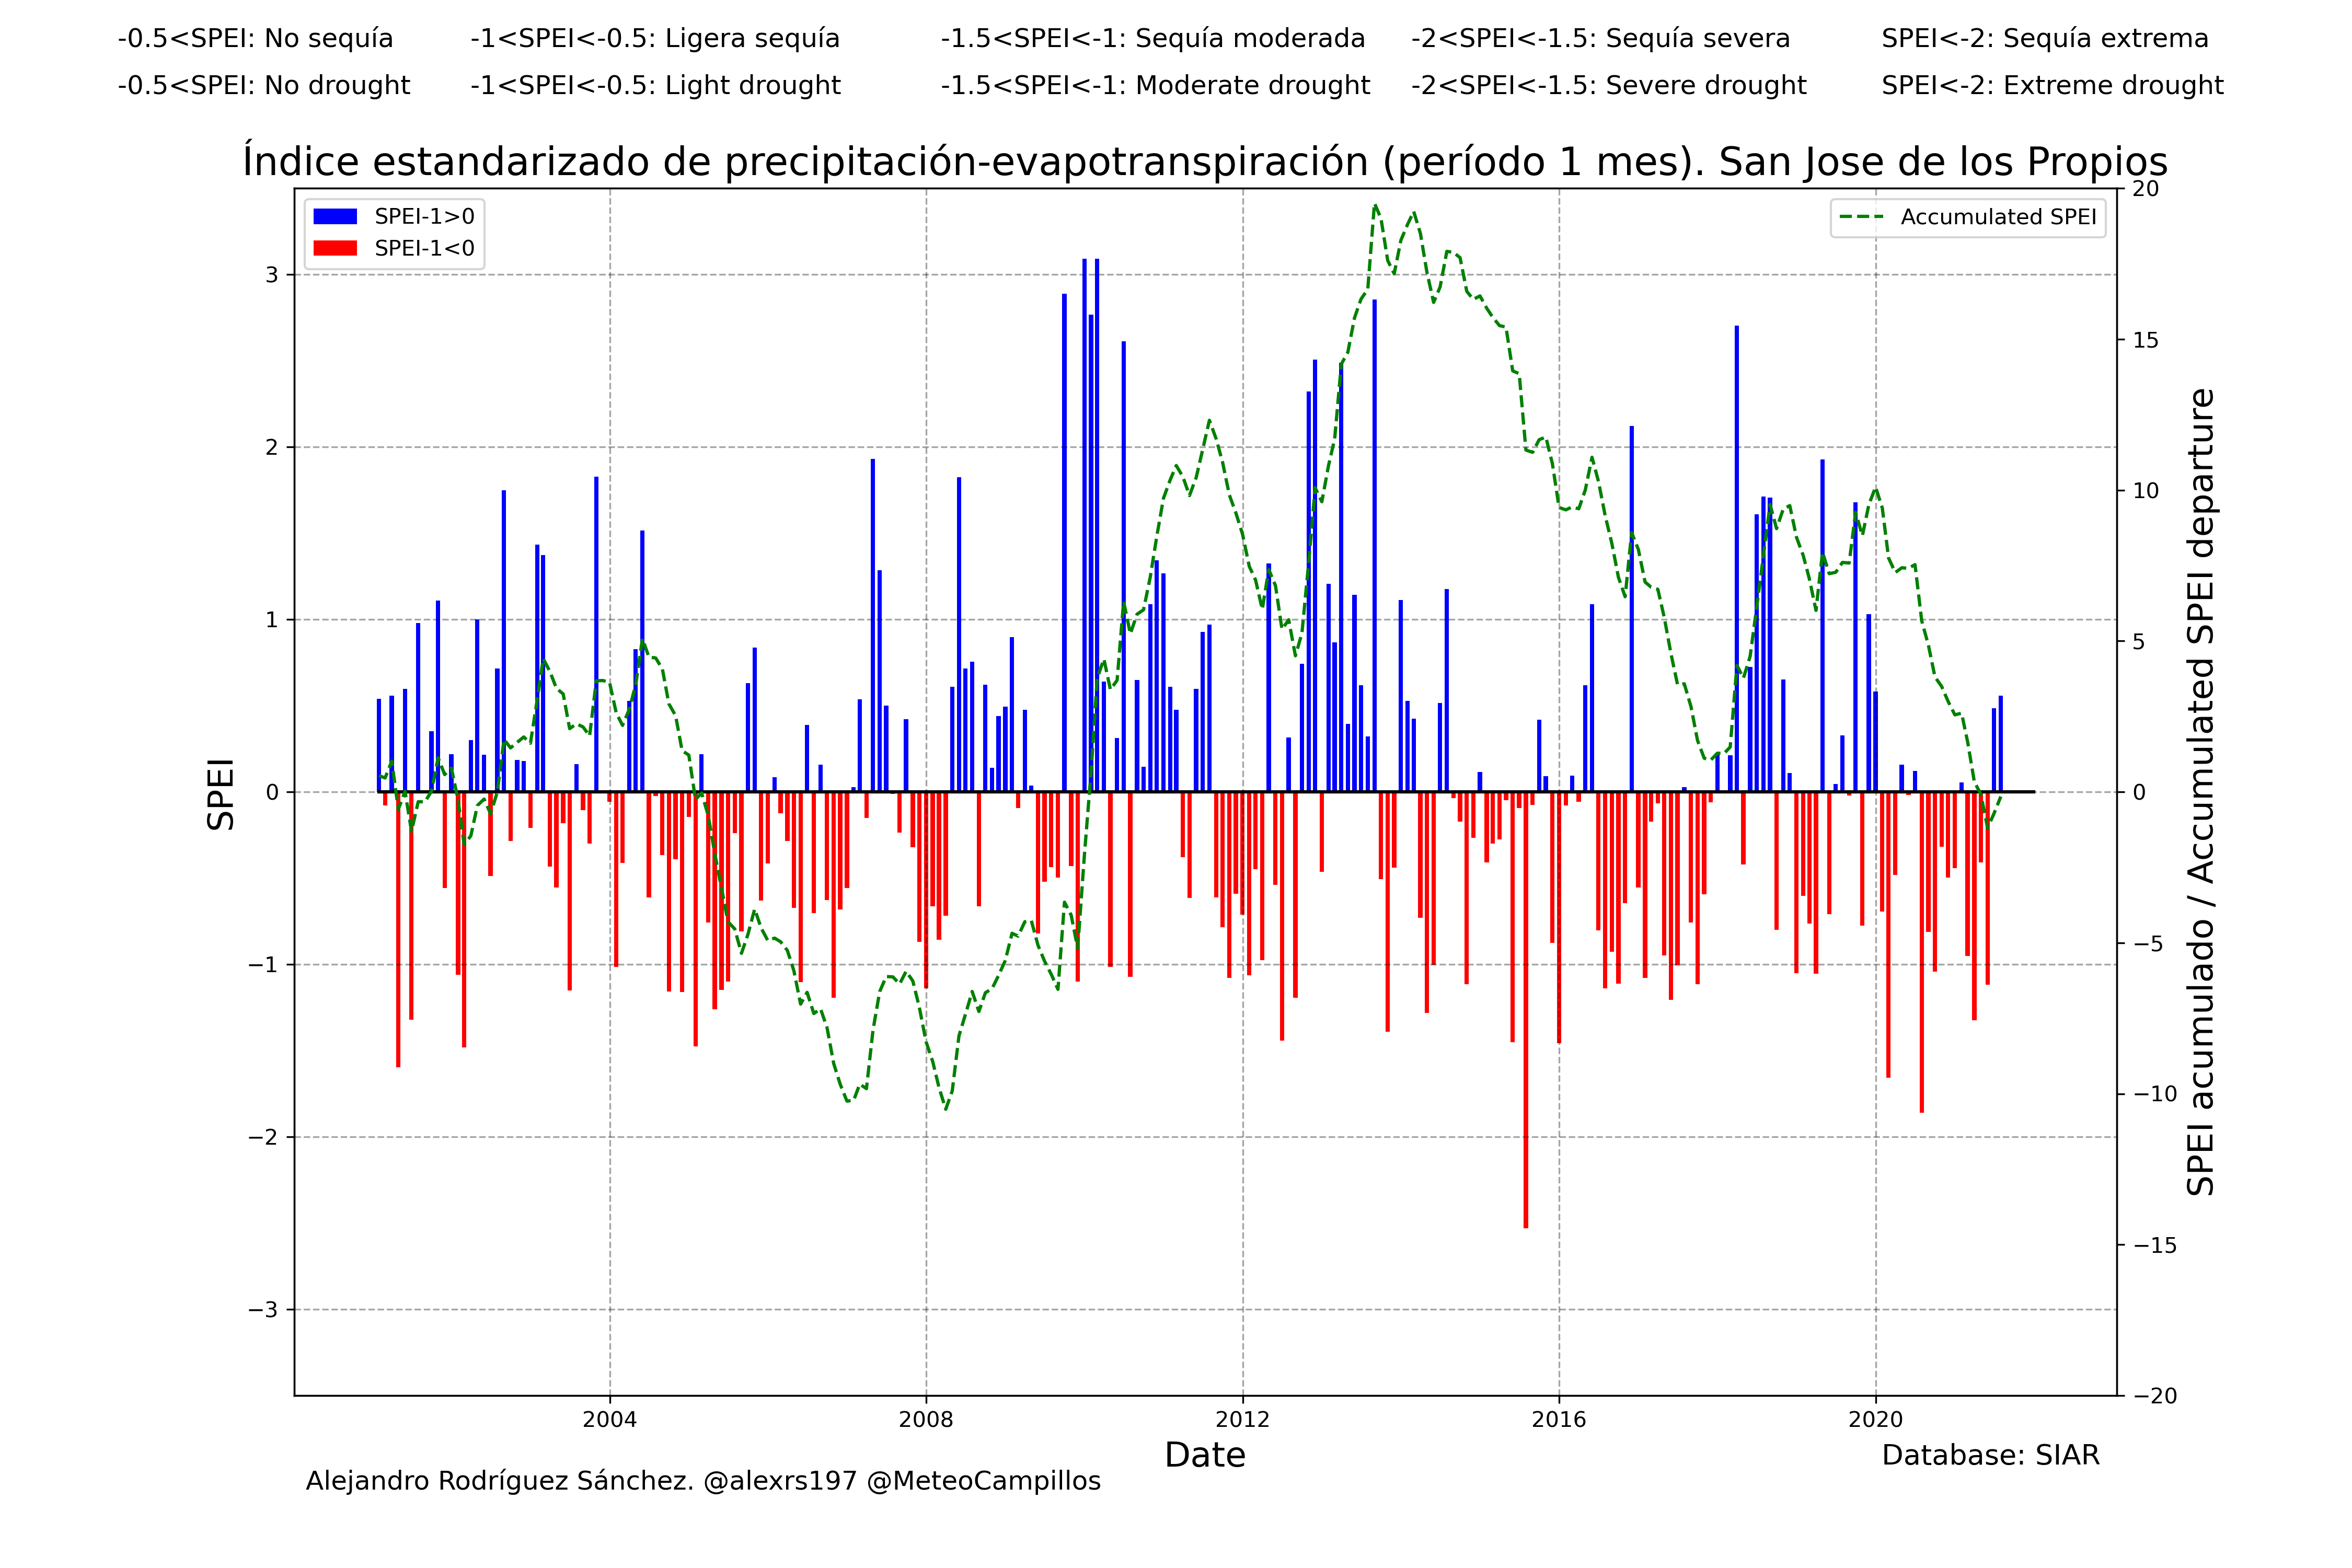 -0.5<SPEI: No sequía -1<SPEI<-0.5: Ligera sequía -1.5<SPEI<-1: Sequía moderada -2<SPEI<-1.5: Sequía severa SPEI<-2: Sequía extrema
-0.5<SPEI: No drought -1<SPEI<-0.5: Light drought -1.5<SPEI<-1: Moderate drought -2<SPEI<-1.5: Severe drought SPEI<-2: Extreme drought
Índice estandarizado de precipitación-evapotranspiración (período 1 mes). San Jose de los Propios
SPEI-1>0
SPEI-1<0
Accumulated SPEI
SPEI
3
2
1
0
−1
−2
−3
20
15
10
5
0
−5
−10
−15
−20
SPEI acumulado / Accumulated SPEI departure
2004 2008 2012 2016 2020
Date
Database: SIAR
Alejandro Rodríguez Sánchez. @alexrs197 @MeteoCampillos